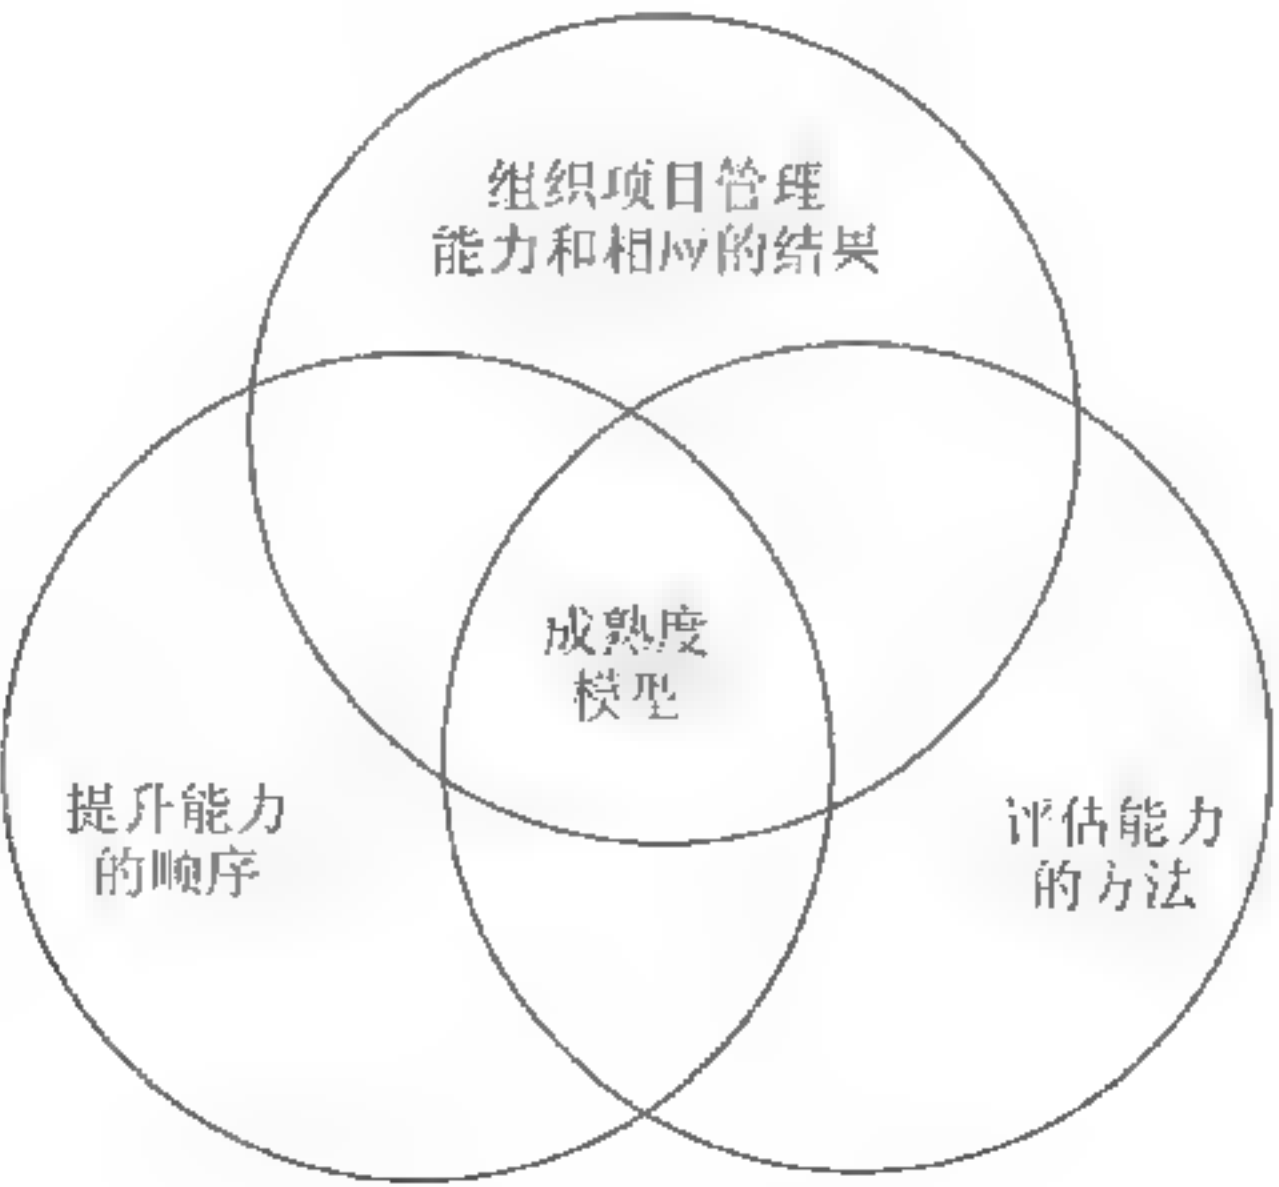 组织项目管理
能力和相应的结果
成熟度
模型
提升能力
的顺序
评估能力
的方法